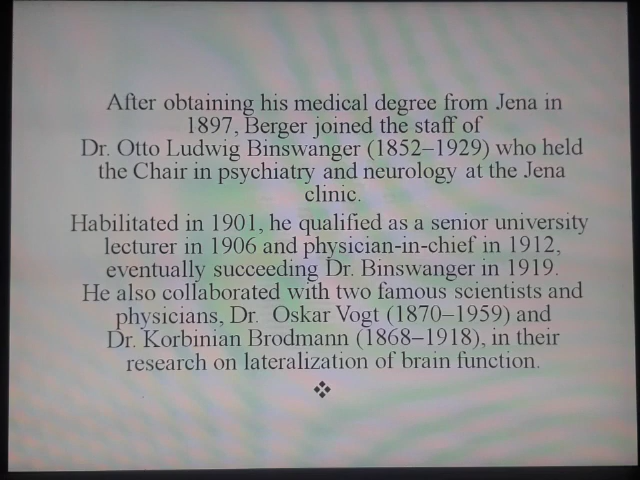 After obtaining his medical degree from Jena in
1897, Berger joined the staff of
Dr. Otto Ludwig Binswanger (1852–1929) who held
the Chair in psychiatry and neurology at the Jena
clinic.
Habilitated in 1901, he qualified as a senior university
lecturer in 1906 and physician-in-chief in 1912,
eventually succeeding Dr. Binswanger in 1919.
He also collaborated with two famous scientists and
physicians, Dr. Oskar Vogt (1870–1959) and
Dr. Korbinian Brodmann (1868–1918), in their
research on lateralization of brain function.